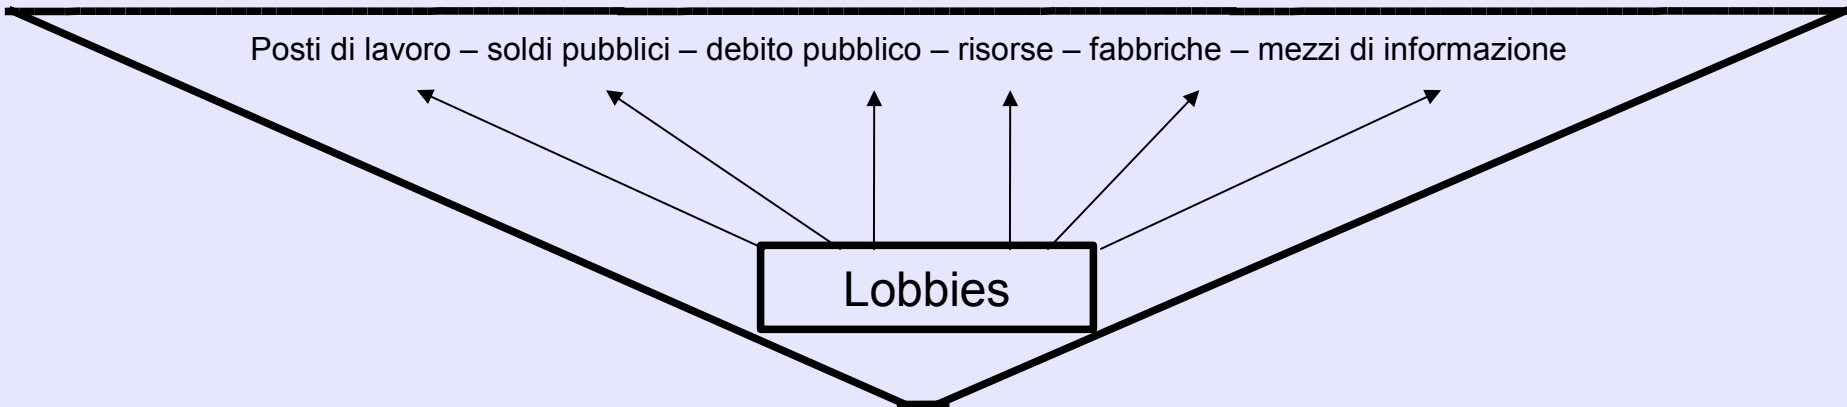 Posti di lavoro – soldi pubblici – debito pubblico – risorse – fabbriche – mezzi di informazione
Lobbies